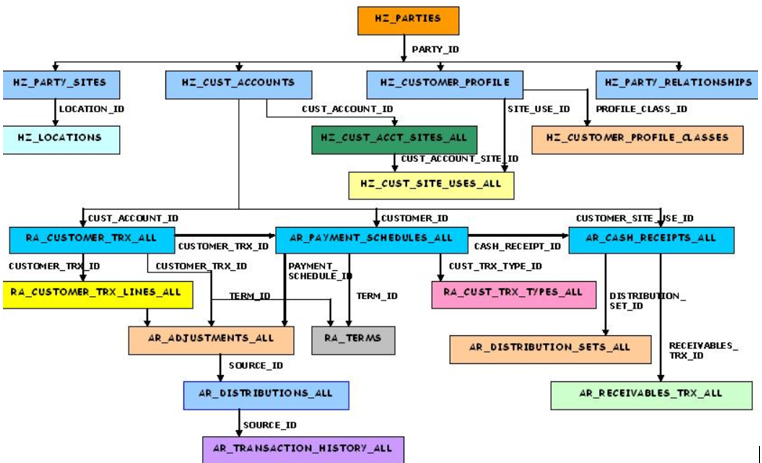 HZ_PARTIES
PARTY_ID
HZ_PARTY_SITES
HZ_CUST_ACCOUNTS
HZ_CUSTOMER_PROFILE
HZ_PARTY_RELATIONSHIPS
LOCATION_ID
CUST_ACCOUNT_ID
SITE_USE_ID
PROFILE_CLASS_ID
HZ_LOCATIONS
HZ_CUST_ACCT_SITES_ALL
HZ_CUSTOMER_PROFILE_CLASSES
CUST_ACCOUNT_SITE_ID
HZ_CUST_SITE_USES_ALL
CUST_ACCOUNT_ID
CUSTOMER_ID
CUSTOMER_SITE_USE_ID
RA_CUSTOMER_TRX_ALL
CUSTOMER_TRX_ID
AR_PAYMENT_SCHEDULES_ALL
CASH_RECEIPT_ID
AR_CASH_RECEIPTS_ALL
CUSTOMER_TRX_ID
CUSTOMER_TRX_ID
PAYMENT_
SCHEDULE_ID
CUST_TRX_TYPE_ID
RA_CUSTOMER_TRX_LINES_ALL
TERM_ID
TERM_ID
RA_CUST_TRX_TYPES_ALL
DISTRIBUTION_
SET_ID
AR_ADJUSTMENTS_ALL
RA_TERMS
AR_DISTRIBUTION_SETS_ALL
RECEIVABLES_
TRX_ID
SOURCE_ID
AR_DISTRIBUTIONS_ALL
AR_RECEIVABLES_TRX_ALL
SOURCE_ID
AR_TRANSACTION_HISTORY_ALL